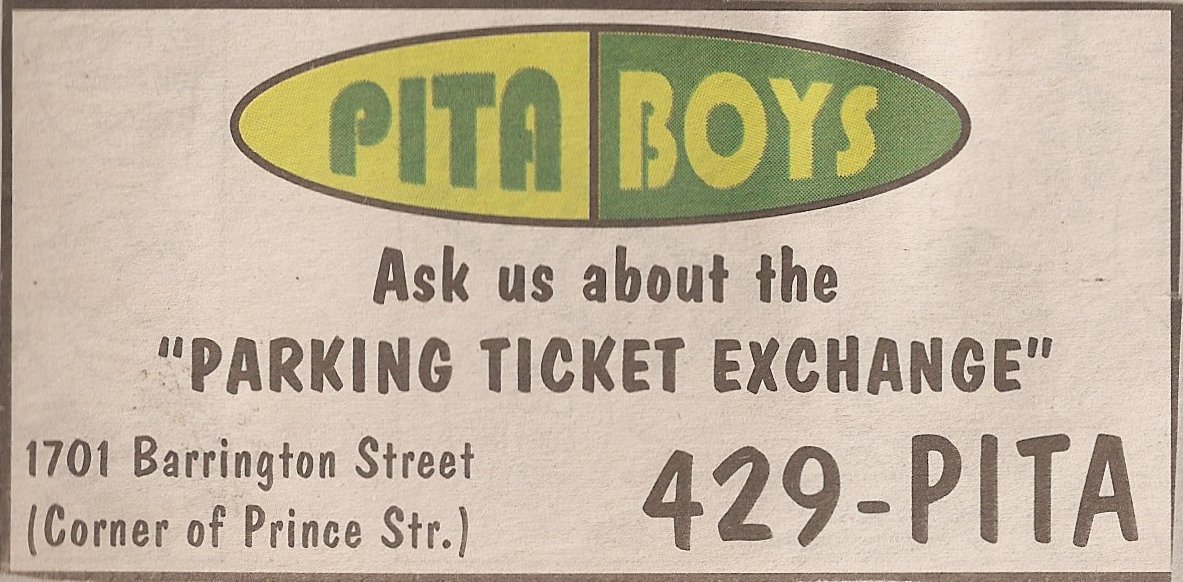 PITA BOYS
Ask us about the
"PARKING TICKET EXCHANGE"
1701 Barrington Street
(Corner of Prince Str.)
429-PITA